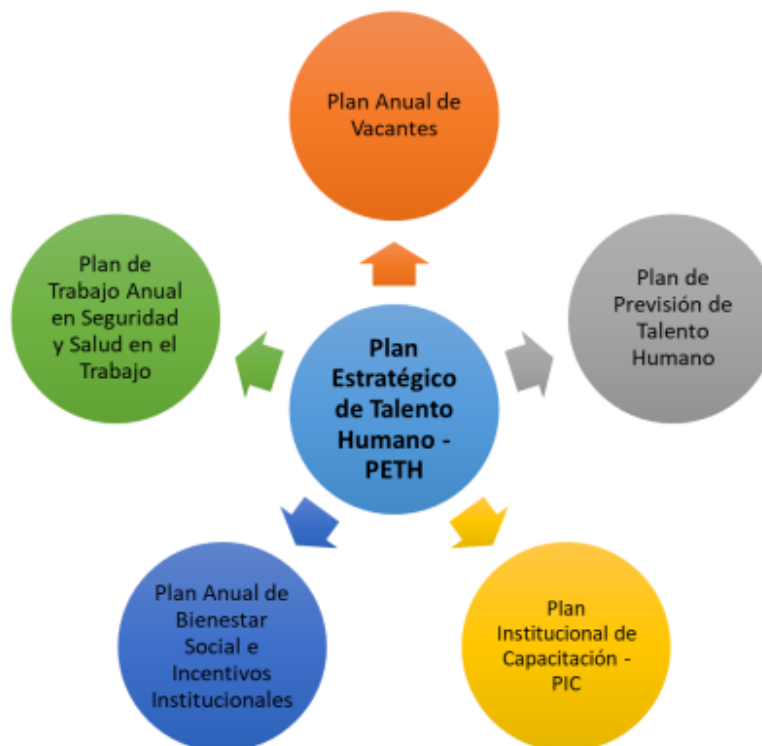 Plan Anual de
Vacantes
Plan de
Previsión de
Talento
Humano
Plan
Institucional de
Capacitación -
PIC
Plan Anual de
Bienestar
Social e
Incentivos
Institucionales
Plan de
Trabajo Anual
en Seguridad
y Salud en el
Trabajo
Plan
Estratégico
de Talento
Humano -
PETH